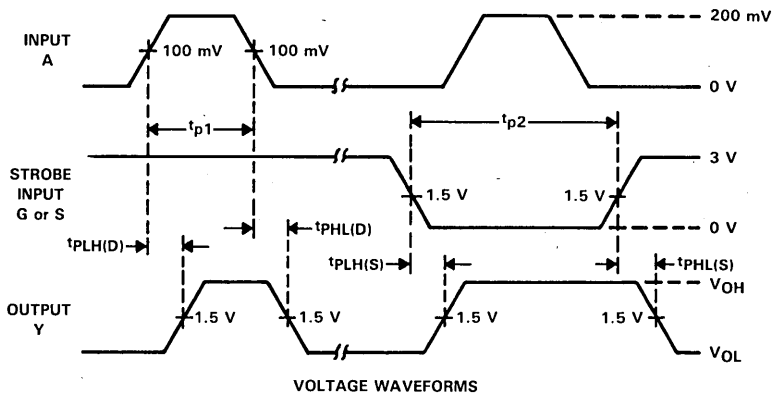 INPUT
A
100 mV
100 mV
200 mV
0 V
tp1
tp2
STROBE
INPUT
G or S
1.5 V
1.5 V
3 V
0 V
tPLH(D)
tPHL(D)
tPLH(S)
tPHL(S)
OUTPUT
Y
1.5 V
1.5 V
1.5 V
1.5 V
VOH
VOL
VOLTAGE WAVEFORMS